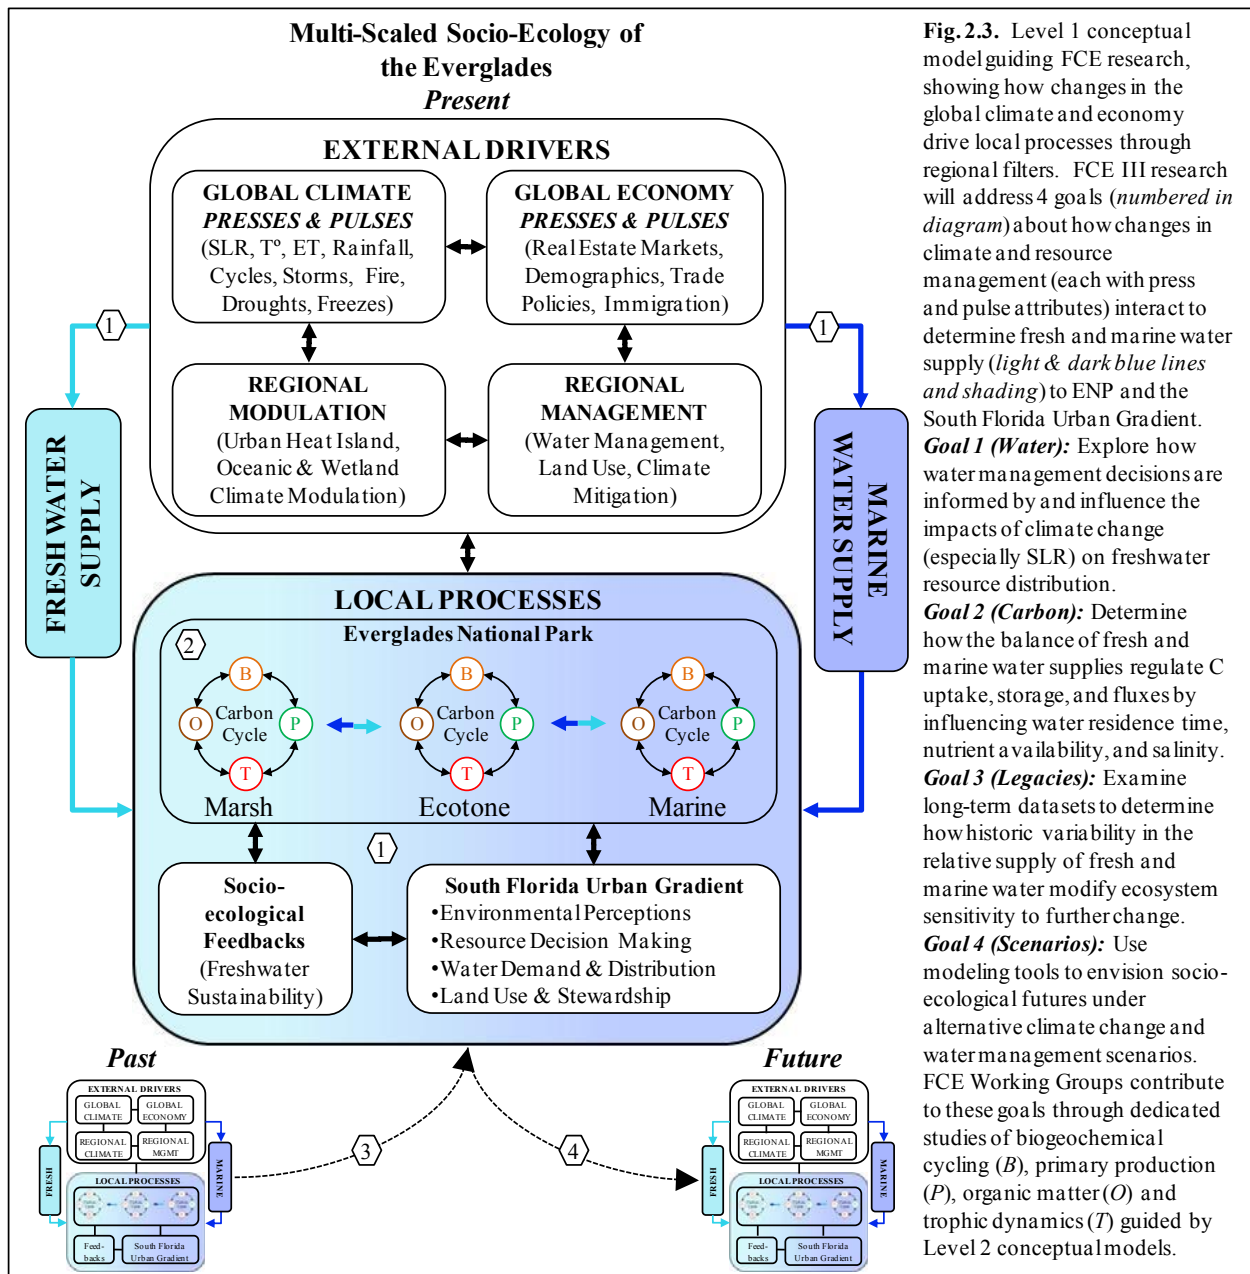 Multi-Scaled Socio-Ecology of
the Everglades
Present
EXTERNAL DRIVERS
GLOBAL CLIMATE
PRESSES & PULSES
(SLR, Tº, ET, Rainfall,
Cycles, Storms, Fire,
Droughts, Freezes)
GLOBAL ECONOMY
PRESSES & PULSES
(Real Estate Markets,
Demographics, Trade
Policies, Immigration)
REGIONAL
MODULATION
(Urban Heat Island,
Oceanic & Wetland
Climate Modulation)
REGIONAL
MANAGEMENT
(Water Management,
Land Use, Climate
Mitigation)
1
1
FRESH WATER
SUPPLY
MARINE
WATER SUPPLY
LOCAL PROCESSES
Everglades National Park
2
B
O
Carbon
Cycle
P
T
Marsh
B
O
Carbon
Cycle
P
T
Ecotone
B
O
Carbon
Cycle
P
T
Marine
1
Socio-
ecological
Feedbacks
(Freshwater
Sustainability)
South Florida Urban Gradient
•Environmental Perceptions
•Resource Decision Making
•Water Demand & Distribution
•Land Use & Stewardship
Past
EXTERNAL DRIVERS
GLOBAL
CLIMATE
GLOBAL
ECONOMY
REGIONAL
CLIMATE
REGIONAL
MGMT
FRESH
MARINE
LOCAL PROCESSES
Feed-
backs
South Florida
Urban Gradient
3
4
Future
EXTERNAL DRIVERS
GLOBAL
CLIMATE
GLOBAL
ECONOMY
REGIONAL
CLIMATE
REGIONAL
MGMT
FRESH
MARINE
LOCAL PROCESSES
Feed-
backs
South Florida
Urban Gradient
Fig. 2.3. Level 1 conceptual
model guiding FCE research,
showing how changes in the
global climate and economy
drive local processes through
regional filters. FCE III research
will address 4 goals (numbered in
diagram) about how changes in
climate and resource
management (each with press
and pulse attributes) interact to
determine fresh and marine water
supply (light & dark blue lines
and shading) to ENP and the
South Florida Urban Gradient.
Goal 1 (Water): Explore how
water management decisions are
informed by and influence the
impacts of climate change
(especially SLR) on freshwater
resource distribution.
Goal 2 (Carbon): Determine
how the balance of fresh and
marine water supplies regulate C
uptake, storage, and fluxes by
influencing water residence time,
nutrient availability, and salinity.
Goal 3 (Legacies): Examine
long-term datasets to determine
how historic variability in the
relative supply of fresh and
marine water modify ecosystem
sensitivity to further change.
Goal 4 (Scenarios): Use
modeling tools to envision socio-
ecological futures under
alternative climate change and
water management scenarios.
FCE Working Groups contribute
to these goals through dedicated
studies of biogeochemical
cycling (B), primary production
(P), organic matter (O) and
trophic dynamics (T) guided by
Level 2 conceptual models.